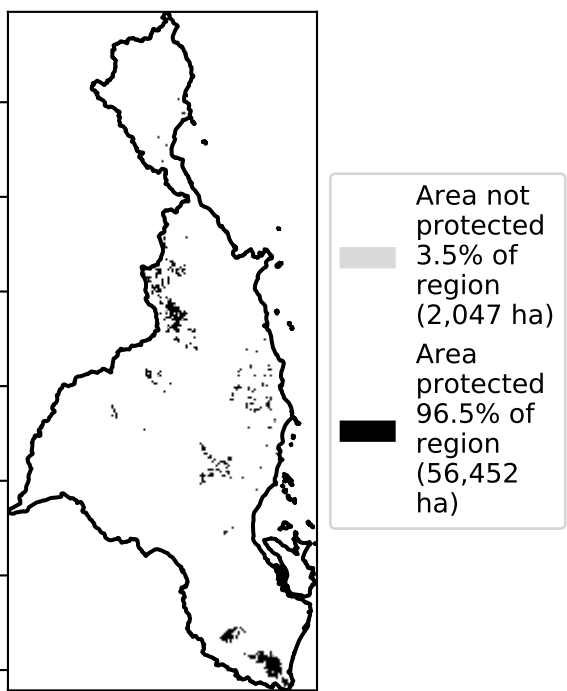 Area not
protected
3.5% of
region
(2,047 ha)
Area
protected
96.5% of
region
(56,452
ha)